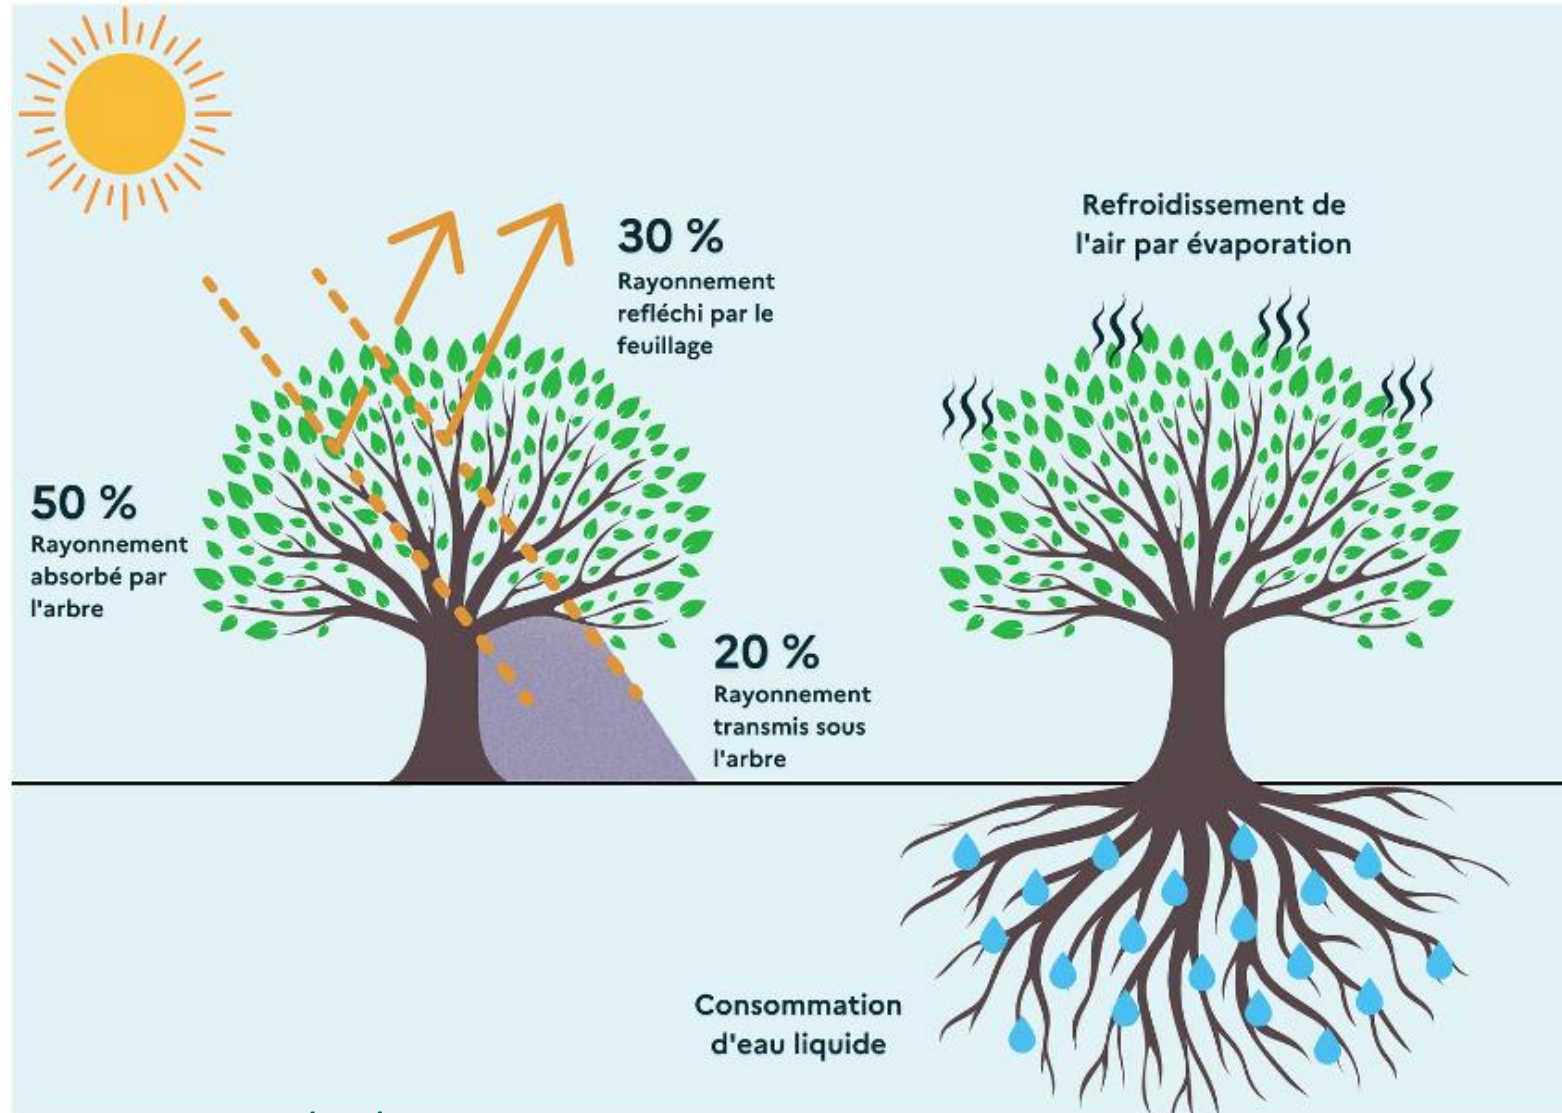 30 %
Rayonnement
refléchi par le
feuillage
Refroidissement de
l'air par évaporation
50 %
Rayonnement
absorbé par
l'arbre
20 %
Rayonnement
transmis sous
l'arbre
Consommation
d'eau liquide